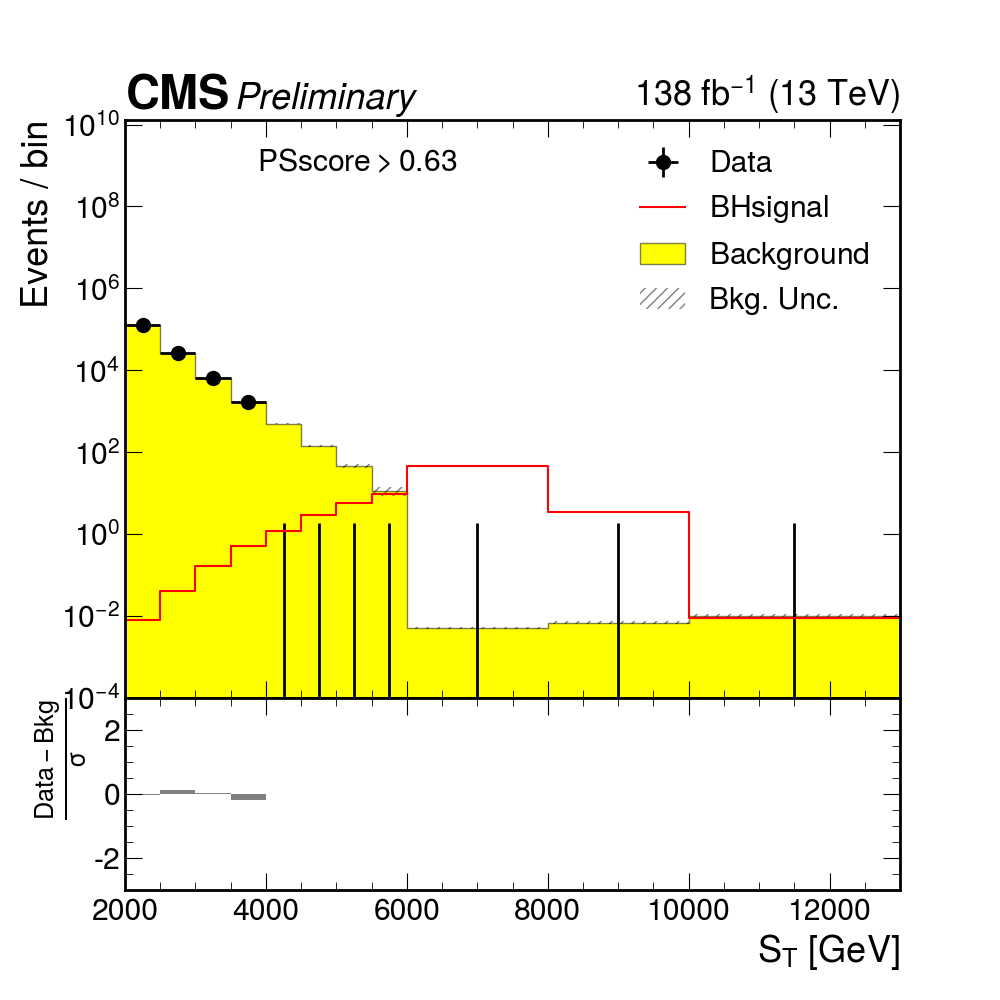 CMS Preliminary 138 fb⁻¹ (13 TeV)
Events / bin
10¹⁰
10⁸
10⁶
10⁴
10²
10⁰
10⁻²
10⁻⁴
PSscore > 0.63
Data
BHsignal
Background
Bkg. Unc.
Data − Bkg
σ
2
0
-2
2000 4000 6000 8000 10000 12000
S_T [GeV]